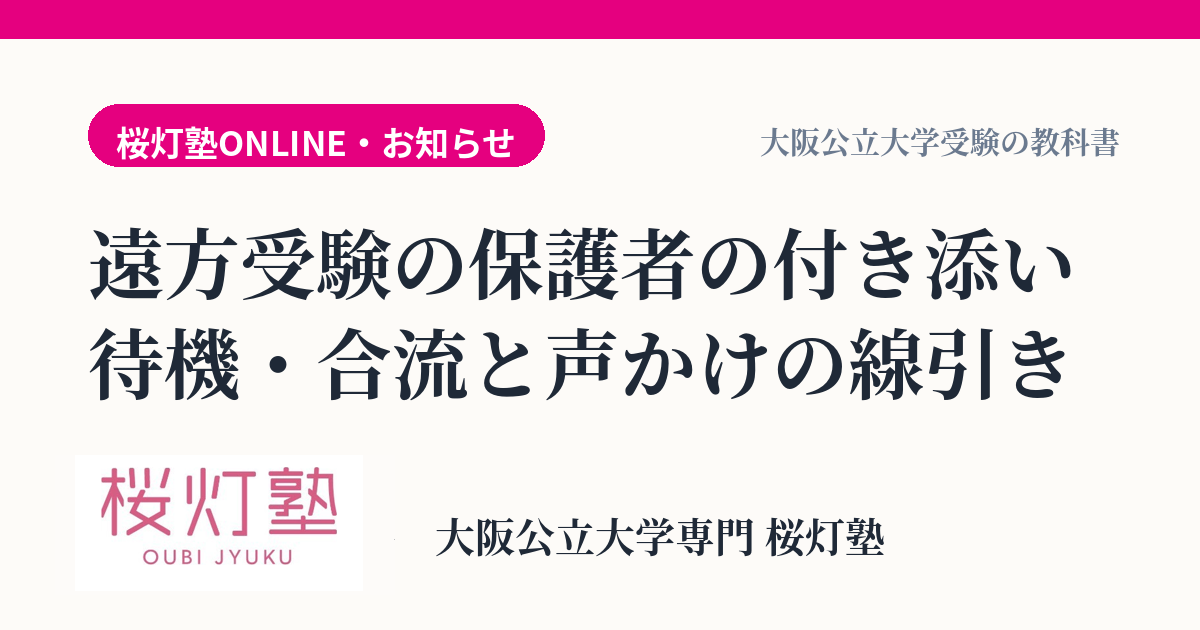 桜灯塾ONLINE・お知らせ
大阪公立大学受験の教科書
遠方受験の保護者の付き添い
待機・合流と声かけの線引き
桜灯塾
OUBI JYUKU
大阪公立大学専門 桜灯塾